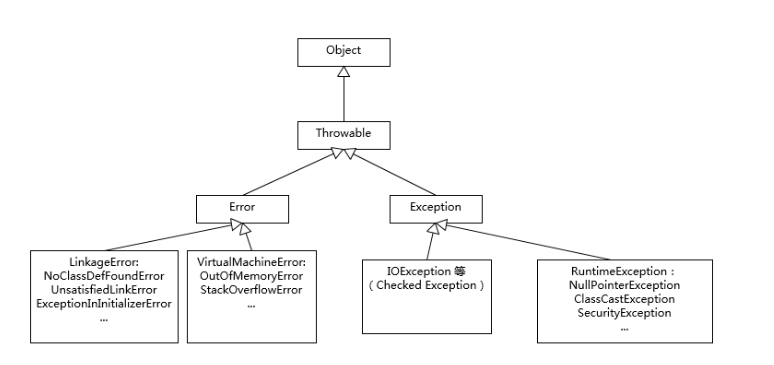 Object
Throwable
Error
Exception
LinkageError:
NoClassDefFoundError
UnsatisfiedLinkError
ExceptionInInitializerError
...
VirtualMachineError:
OutOfMemoryError
StackOverflowError
...
IOException 等
（Checked Exception）
RuntimeException：
NullPointerException
ClassCastException
SecurityException
...